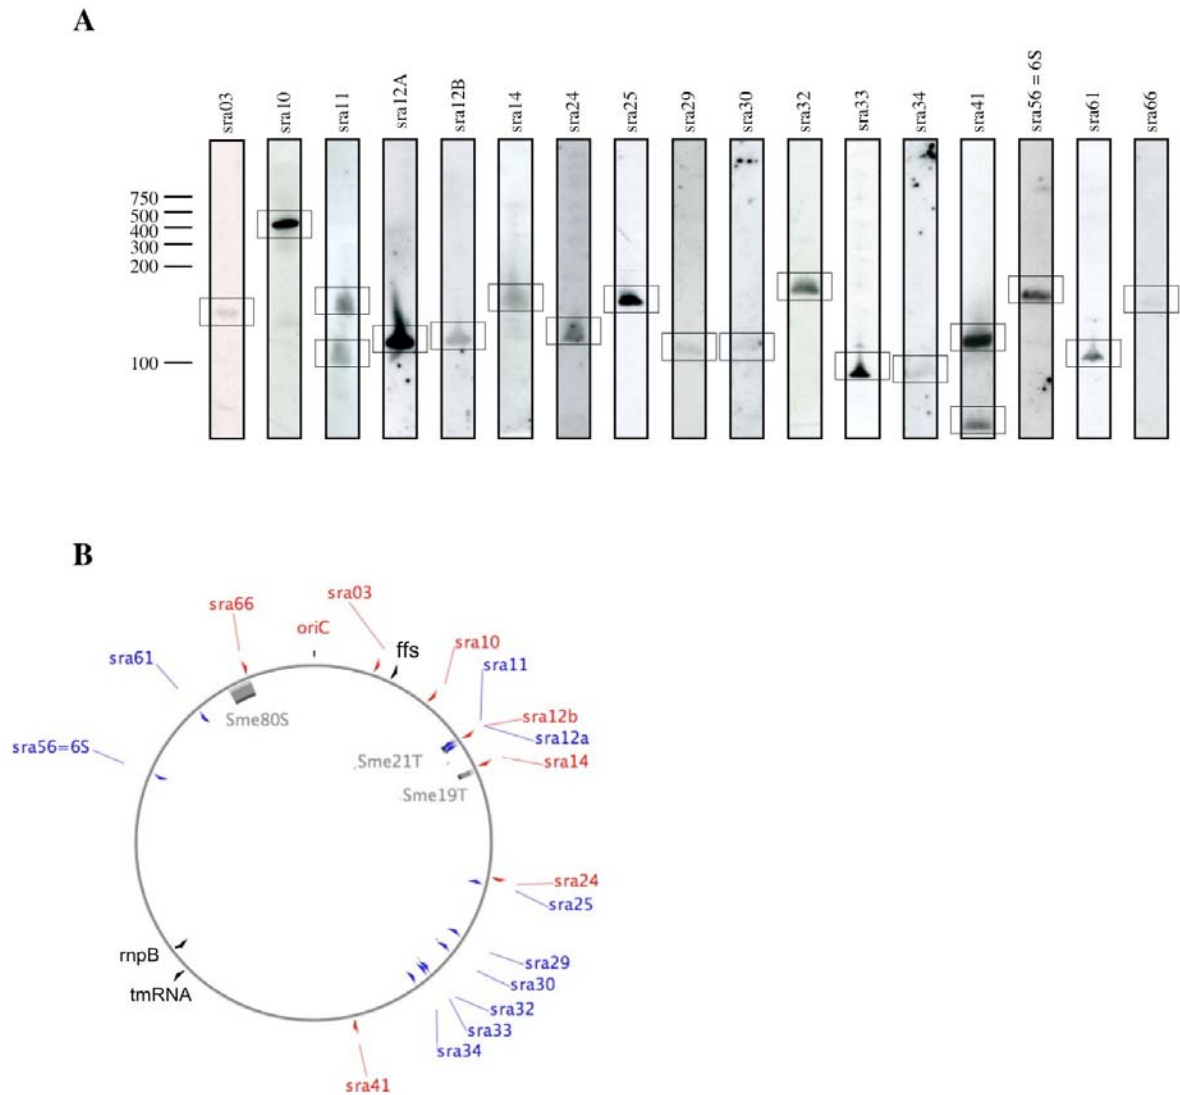 A
sra03
sra10
sra11
sra12A
sra12B
sra14
sra24
sra25
sra29
sra30
sra32
sra33
sra34
sra41
sra56 = 6S
sra61
sra66
750
500
400
300
200
100
B
sra03
sra66
oriC
ffs
sra10
sra61
sra11
sra12b
Sme80S
sra12a
sra56=6S
Sme21T
sra14
Sme19T
sra24
sra25
rnpB
sra29
sra30
tmRNA
sra32
sra33
sra34
sra41